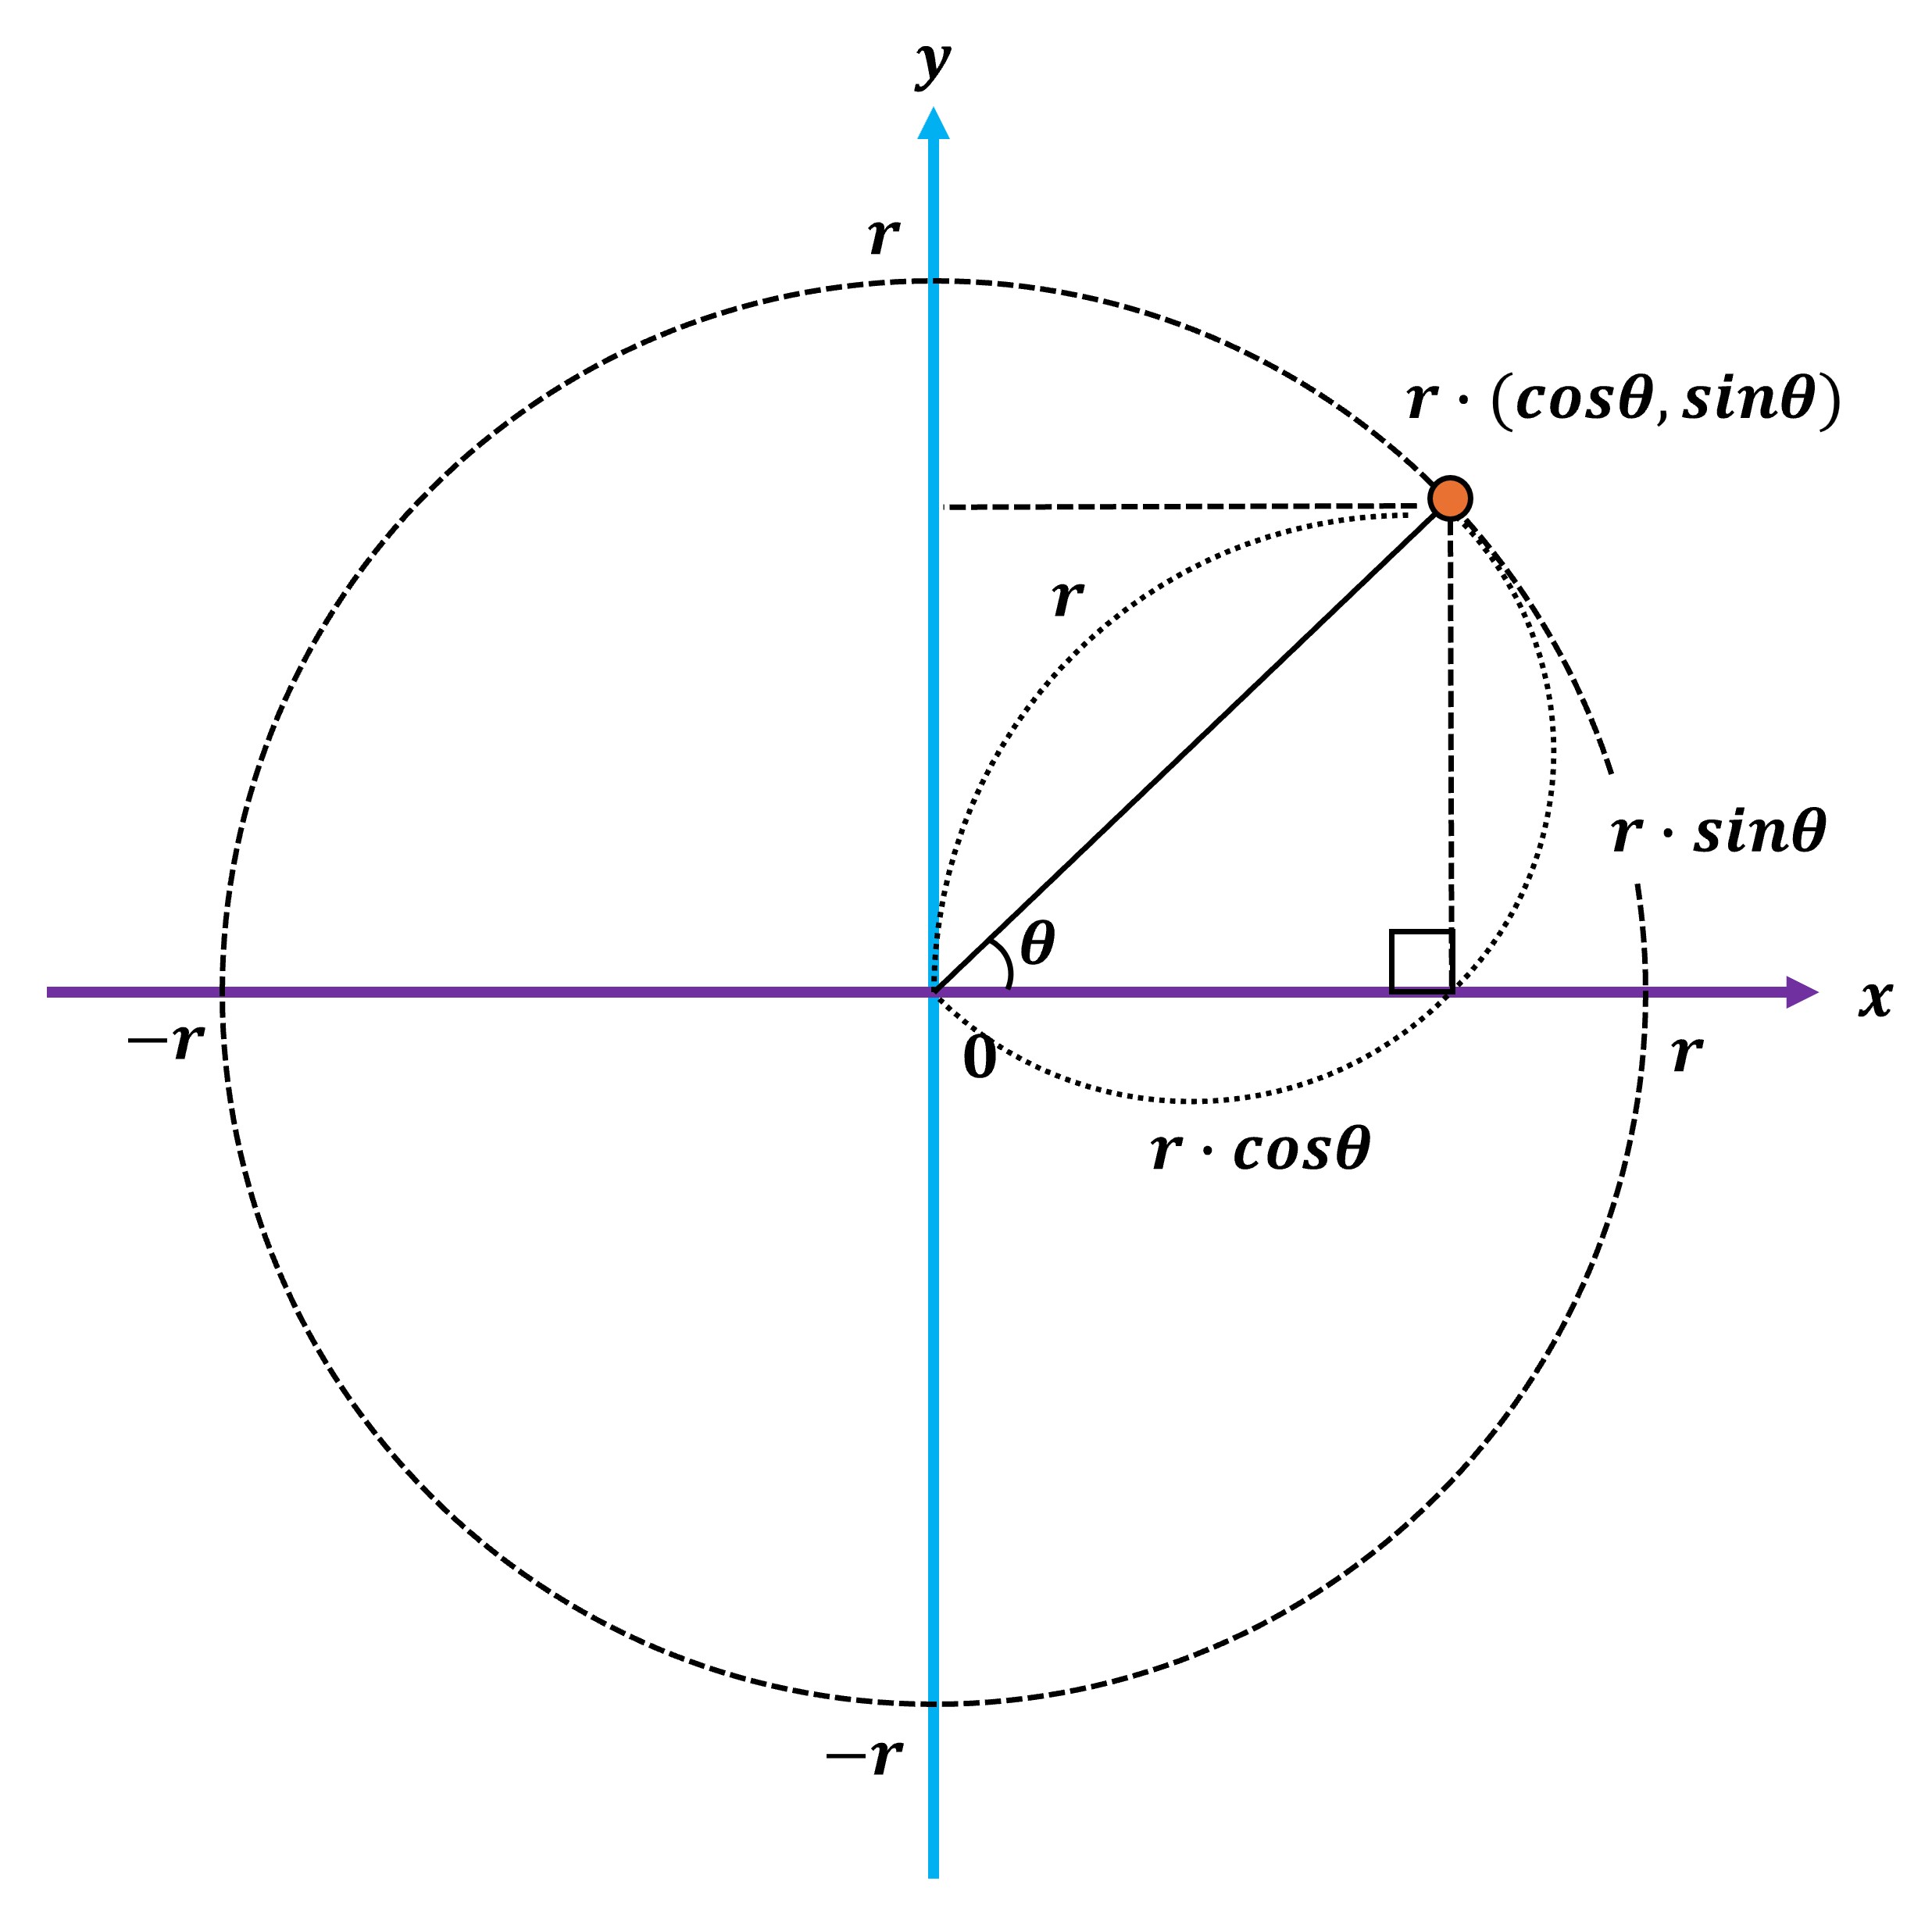 y
r
r · (cosθ, sinθ)
r
r · sinθ
θ
x
−r
0
r
r · cosθ
−r